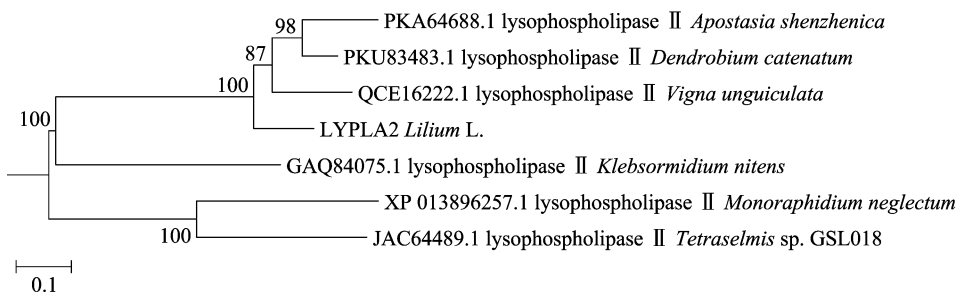 PKA64688.1 lysophospholipase Ⅱ Apostasia shenzhenica
98
PKU83483.1 lysophospholipase Ⅱ Dendrobium catenatum
87
QCE16222.1 lysophospholipase Ⅱ Vigna unguiculata
100
LYPLA2 Lilium L.
100
GAQ84075.1 lysophospholipase Ⅱ Klebsormidium nitens
XP 013896257.1 lysophospholipase Ⅱ Monoraphidium neglectum
100
JAC64489.1 lysophospholipase Ⅱ Tetraselmis sp. GSL018
0.1